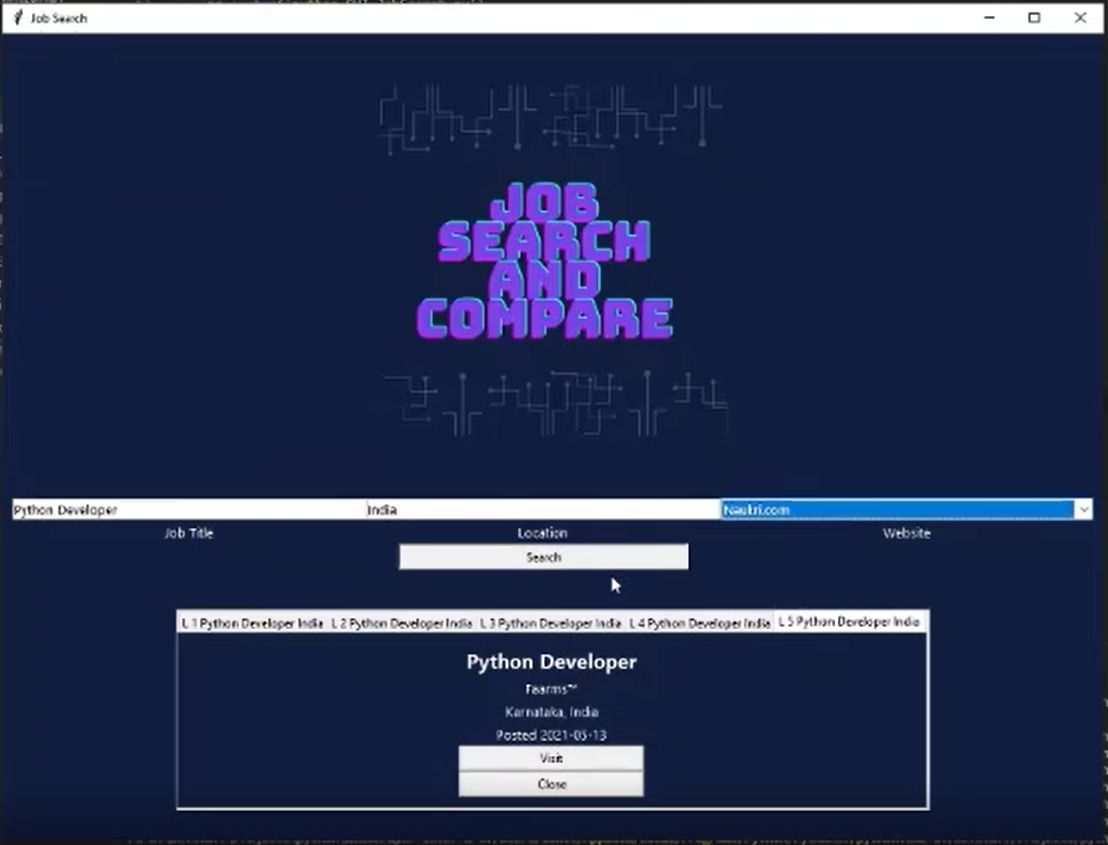 Job Search
JOB
SEARCH
AND
COMPARE
Python Developer India Naukri.com
Job Title Location Website
Search
L 1 Python Developer India L 2 Python Developer India L 3 Python Developer India L 4 Python Developer India L 5 Python Developer India
Python Developer
Faarms™
Karnataka, India
Posted 2021-05-13
Visit
Close